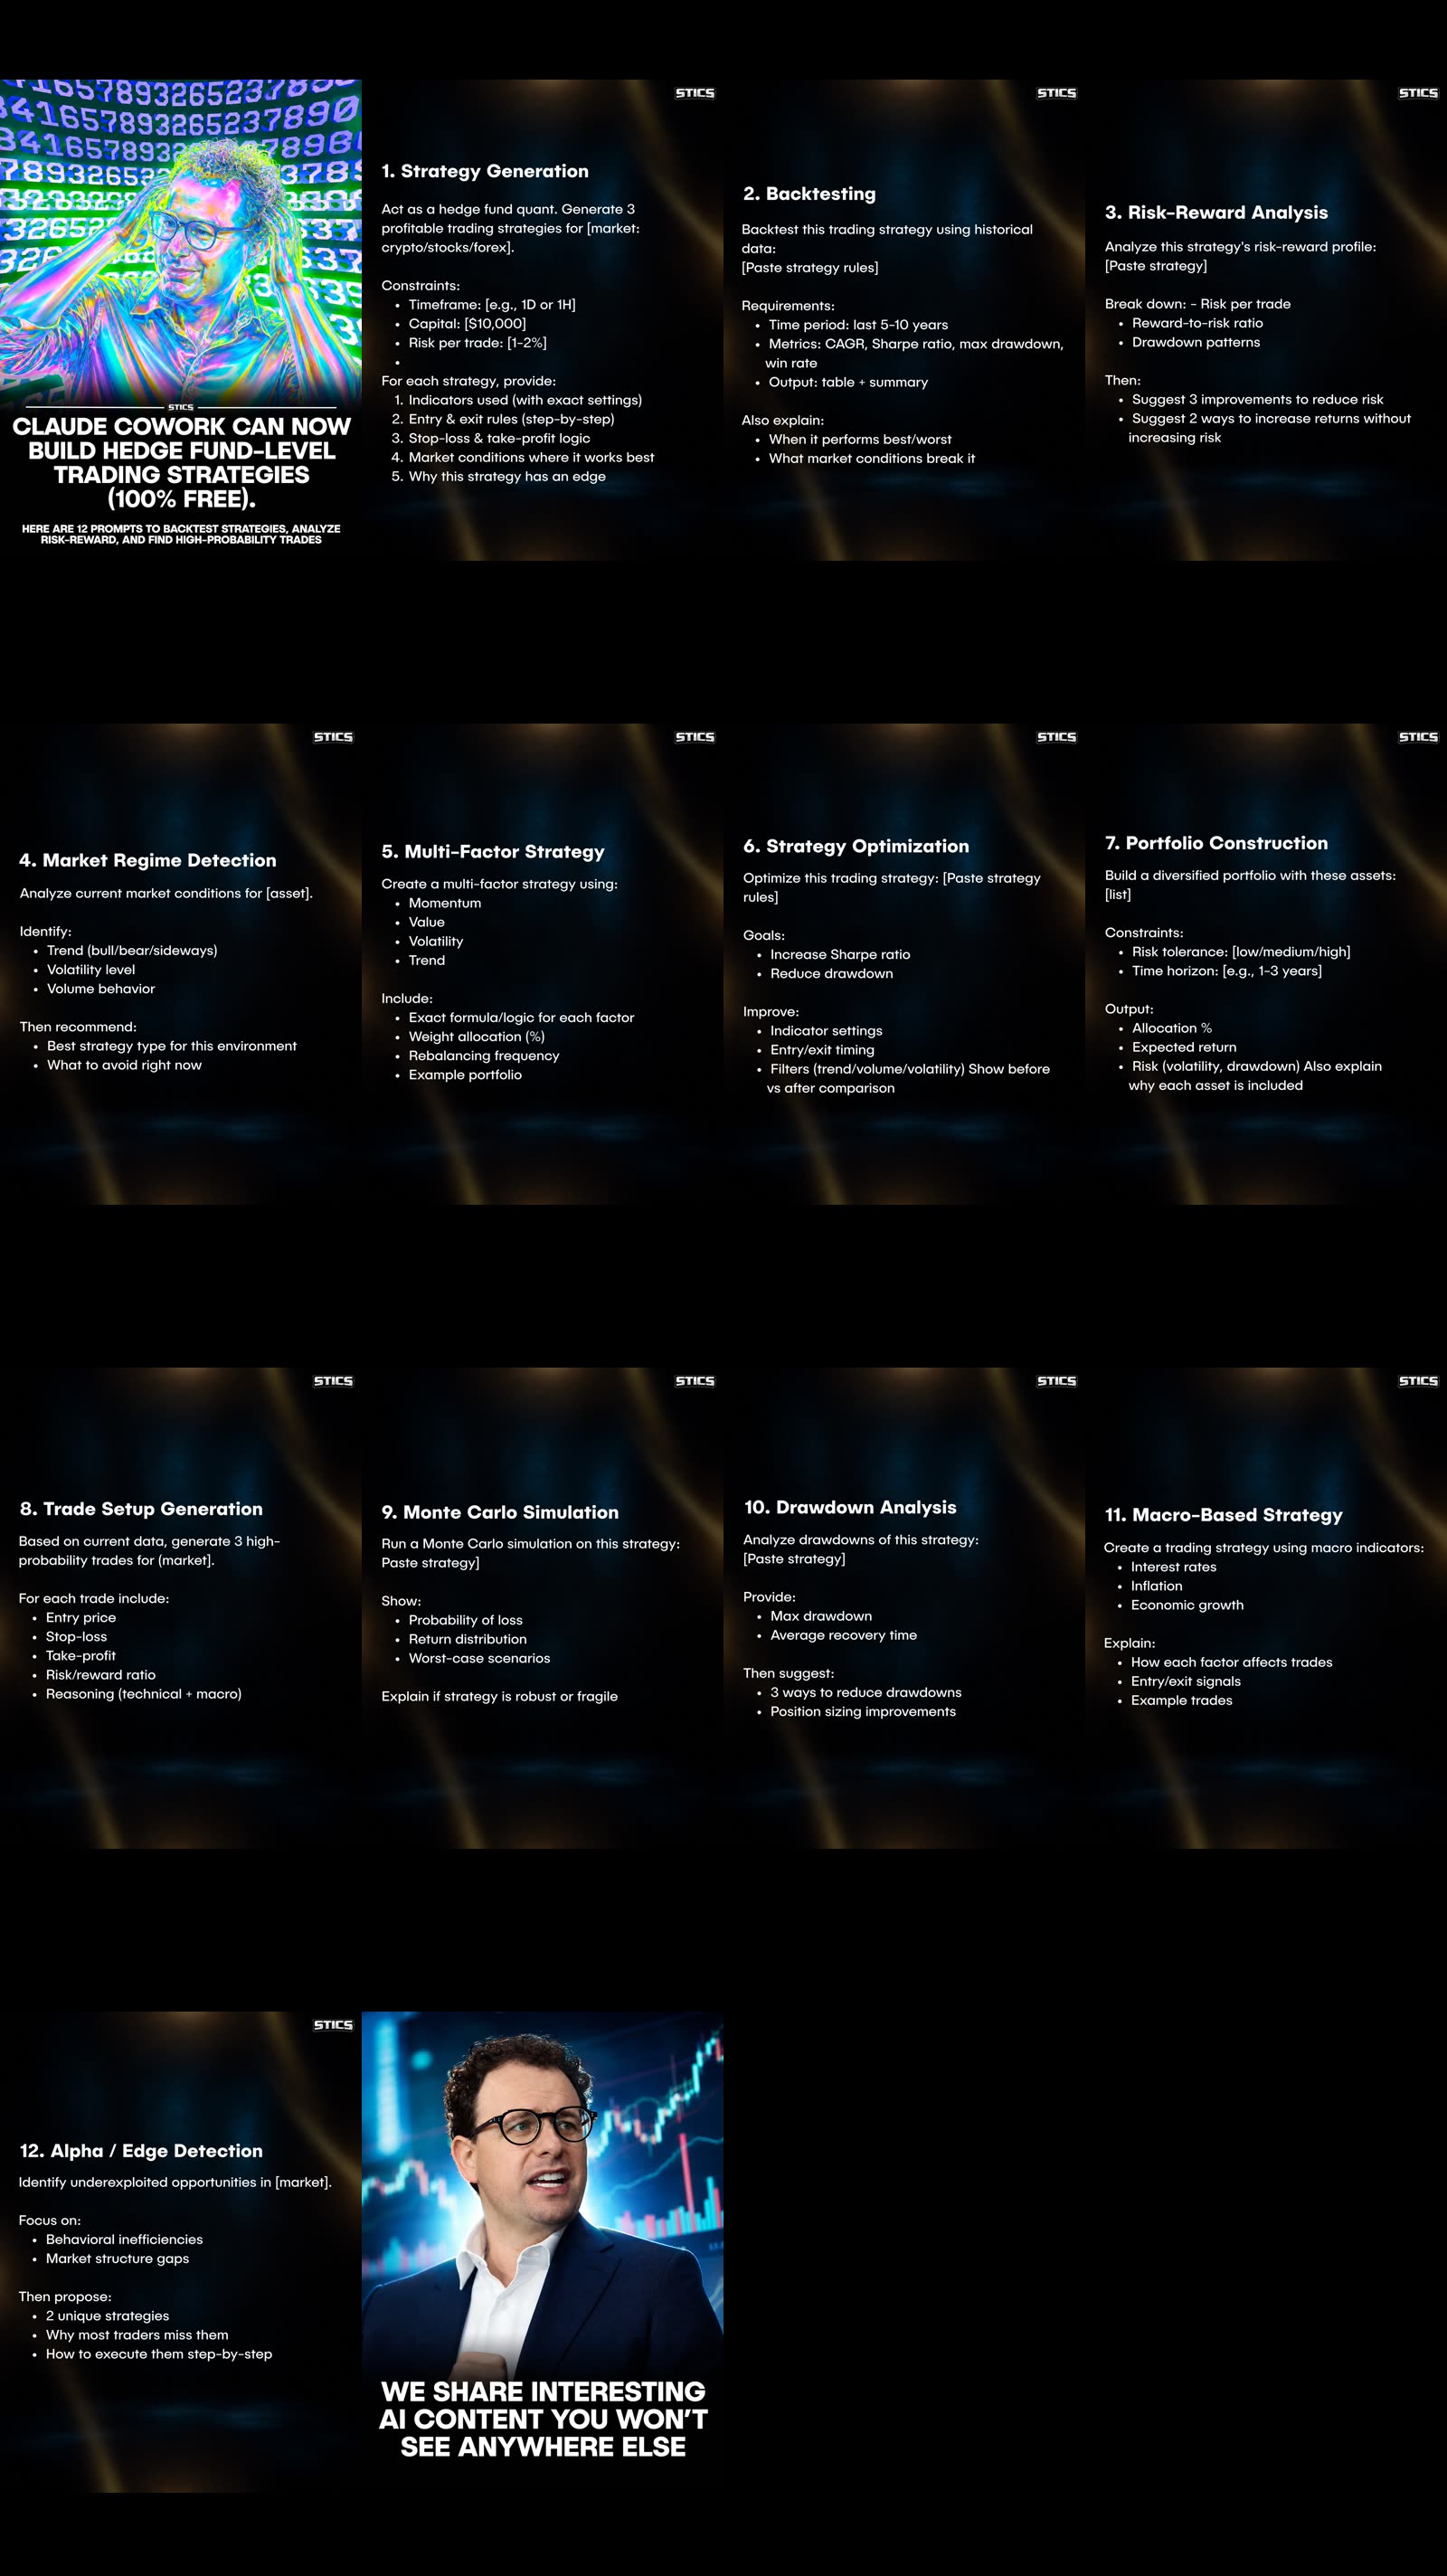 STICS
CLAUDE COWORK CAN NOW
BUILD HEDGE FUND-LEVEL
TRADING STRATEGIES
(100% FREE).
HERE ARE 12 PROMPTS TO BACKTEST STRATEGIES, ANALYZE
RISK-REWARD, AND FIND HIGH-PROBABILITY TRADES
STICS
1. Strategy Generation
Act as a hedge fund quant. Generate 3
profitable trading strategies for [market:
crypto/stocks/forex].
Constraints:
• Timeframe: [e.g., 1D or 1H]
• Capital: [$10,000]
• Risk per trade: [1-2%]
•
For each strategy, provide:
1. Indicators used (with exact settings)
2. Entry & exit rules (step-by-step)
3. Stop-loss & take-profit logic
4. Market conditions where it works best
5. Why this strategy has an edge
STICS
2. Backtesting
Backtest this trading strategy using historical
data:
[Paste strategy rules]
Requirements:
• Time period: last 5-10 years
• Metrics: CAGR, Sharpe ratio, max drawdown,
win rate
• Output: table + summary
Also explain:
• When it performs best/worst
• What market conditions break it
STICS
3. Risk-Reward Analysis
Analyze this strategy's risk-reward profile:
[Paste strategy]
Break down: - Risk per trade
• Reward-to-risk ratio
• Drawdown patterns
Then:
• Suggest 3 improvements to reduce risk
• Suggest 2 ways to increase returns without
increasing risk
STICS
4. Market Regime Detection
Analyze current market conditions for [asset].
Identify:
• Trend (bull/bear/sideways)
• Volatility level
• Volume behavior
Then recommend:
• Best strategy type for this environment
• What to avoid right now
STICS
5. Multi-Factor Strategy
Create a multi-factor strategy using:
• Momentum
• Value
• Volatility
• Trend
Include:
• Exact formula/logic for each factor
• Weight allocation (%)
• Rebalancing frequency
• Example portfolio
STICS
6. Strategy Optimization
Optimize this trading strategy: [Paste strategy
rules]
Goals:
• Increase Sharpe ratio
• Reduce drawdown
Improve:
• Indicator settings
• Entry/exit timing
• Filters (trend/volume/volatility) Show before
vs after comparison
STICS
7. Portfolio Construction
Build a diversified portfolio with these assets:
[list]
Constraints:
• Risk tolerance: [low/medium/high]
• Time horizon: [e.g., 1-3 years]
Output:
• Allocation %
• Expected return
• Risk (volatility, drawdown) Also explain
why each asset is included
STICS
8. Trade Setup Generation
Based on current data, generate 3 high-
probability trades for (market].
For each trade include:
• Entry price
• Stop-loss
• Take-profit
• Risk/reward ratio
• Reasoning (technical + macro)
STICS
9. Monte Carlo Simulation
Run a Monte Carlo simulation on this strategy:
Paste strategy]
Show:
• Probability of loss
• Return distribution
• Worst-case scenarios
Explain if strategy is robust or fragile
STICS
10. Drawdown Analysis
Analyze drawdowns of this strategy:
[Paste strategy]
Provide:
• Max drawdown
• Average recovery time
Then suggest:
• 3 ways to reduce drawdowns
• Position sizing improvements
STICS
11. Macro-Based Strategy
Create a trading strategy using macro indicators:
• Interest rates
• Inflation
• Economic growth
Explain:
• How each factor affects trades
• Entry/exit signals
• Example trades
STICS
12. Alpha / Edge Detection
Identify underexploited opportunities in [market].
Focus on:
• Behavioral inefficiencies
• Market structure gaps
Then propose:
• 2 unique strategies
• Why most traders miss them
• How to execute them step-by-step
WE SHARE INTERESTING
AI CONTENT YOU WON'T
SEE ANYWHERE ELSE